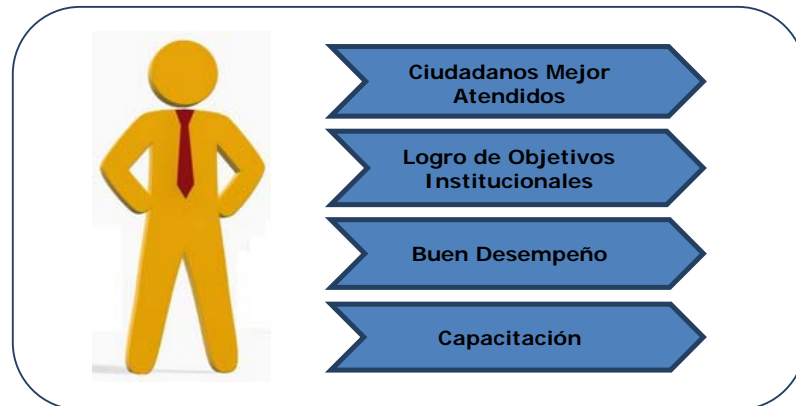 Ciudadanos Mejor
Atendidos
Logro de Objetivos
Institucionales
Buen Desempeño
Capacitación